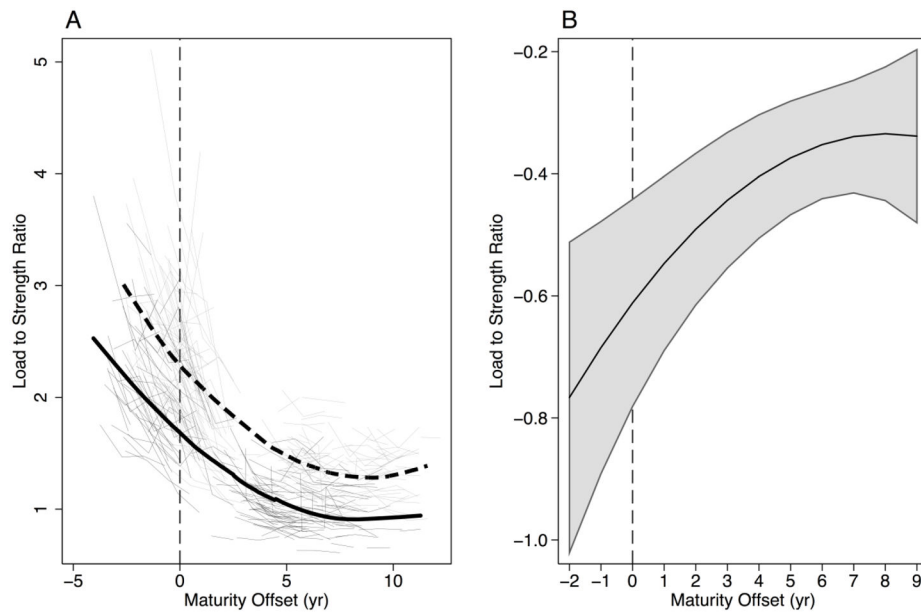 A
B
Load to Strength Ratio
5
4
3
2
1
−5
0
5
10
Maturity Offset (yr)
Load to Strength Ratio
−0.2
−0.4
−0.6
−0.8
−1.0
−2 −1 0 1 2 3 4 5 6 7 8 9
Maturity Offset (yr)